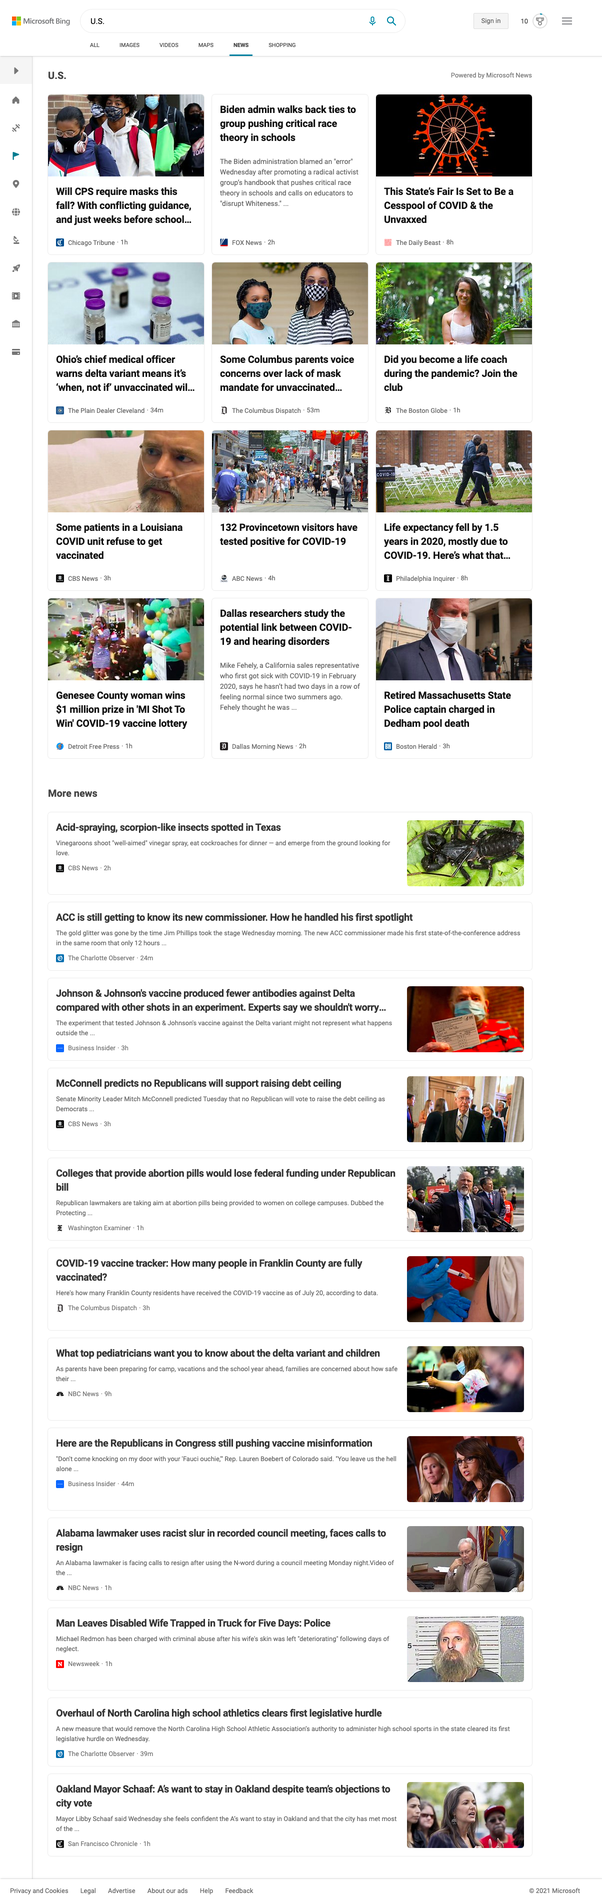 Microsoft Bing
U.S.
Sign in
10
ALL IMAGES VIDEOS MAPS NEWS SHOPPING
U.S.
Powered by Microsoft News
Will CPS require masks this
fall? With conflicting guidance,
and just weeks before school...
Chicago Tribune · 1h
Biden admin walks back ties to
group pushing critical race
theory in schools
The Biden administration blamed an "error"
Wednesday after promoting a radical activist
group's handbook that pushes critical race
theory in schools and calls on educators to
"disrupt Whiteness." ...
FOX News · 2h
This State's Fair Is Set to Be a
Cesspool of COVID & the
Unvaxxed
The Daily Beast · 8h
Ohio's chief medical officer
warns delta variant means it's
'when, not if' unvaccinated wil...
The Plain Dealer Cleveland · 34m
Some Columbus parents voice
concerns over lack of mask
mandate for unvaccinated...
The Columbus Dispatch · 53m
Did you become a life coach
during the pandemic? Join the
club
The Boston Globe · 1h
Some patients in a Louisiana
COVID unit refuse to get
vaccinated
CBS News · 3h
132 Provincetown visitors have
tested positive for COVID-19
ABC News · 4h
Life expectancy fell by 1.5
years in 2020, mostly due to
COVID-19. Here's what that...
Philadelphia Inquirer · 8h
Genesee County woman wins
$1 million prize in 'MI Shot To
Win' COVID-19 vaccine lottery
Detroit Free Press · 1h
Dallas researchers study the
potential link between COVID-
19 and hearing disorders
Mike Fehely, a California sales representative
who first got sick with COVID-19 in February
2020, says he hasn't had two days in a row of
feeling normal since two summers ago.
Fehely thought he was ...
Dallas Morning News · 2h
Retired Massachusetts State
Police captain charged in
Dedham pool death
Boston Herald · 3h
More news
Acid-spraying, scorpion-like insects spotted in Texas
Vinegaroons shoot "well-aimed" vinegar spray, eat cockroaches for dinner — and emerge from the ground looking for
love.
CBS News · 2h
ACC is still getting to know its new commissioner. How he handled his first spotlight
The gold glitter was gone by the time Jim Phillips took the stage Wednesday morning. The new ACC commissioner made his first state-of-the-conference address
in the same room that only 12 hours ...
The Charlotte Observer · 24m
Johnson & Johnson's vaccine produced fewer antibodies against Delta
compared with other shots in an experiment. Experts say we shouldn't worry...
The experiment that tested Johnson & Johnson's vaccine against the Delta variant might not represent what happens
outside the ...
Business Insider · 3h
McConnell predicts no Republicans will support raising debt ceiling
Senate Minority Leader Mitch McConnell predicted Tuesday that no Republican will vote to raise the debt ceiling as
Democrats ...
CBS News · 3h
Colleges that provide abortion pills would lose federal funding under Republican
bill
Republican lawmakers are taking aim at abortion pills being provided to women on college campuses. Dubbed the
Protecting ...
Washington Examiner · 1h
COVID-19 vaccine tracker: How many people in Franklin County are fully
vaccinated?
Here's how many Franklin County residents have received the COVID-19 vaccine as of July 20, according to data.
The Columbus Dispatch · 3h
What top pediatricians want you to know about the delta variant and children
As parents have been preparing for camp, vacations and the school year ahead, families are concerned about how safe
their ...
NBC News · 9h
Here are the Republicans in Congress still pushing vaccine misinformation
"Don't come knocking on my door with your 'Fauci ouchie,'" Rep. Lauren Boebert of Colorado said. "You leave us the hell
alone ...
Business Insider · 44m
Alabama lawmaker uses racist slur in recorded council meeting, faces calls to
resign
An Alabama lawmaker is facing calls to resign after using the N-word during a council meeting Monday night.Video of
the ...
NBC News · 1h
Man Leaves Disabled Wife Trapped in Truck for Five Days: Police
Michael Redmon has been charged with criminal abuse after his wife's skin was left "deteriorating" following days of
neglect.
Newsweek · 1h
Overhaul of North Carolina high school athletics clears first legislative hurdle
A new measure that would remove the North Carolina High School Athletic Association's authority to administer high school sports in the state cleared its first
legislative hurdle on Wednesday.
The Charlotte Observer · 39m
Oakland Mayor Schaaf: A's want to stay in Oakland despite team's objections to
city vote
Mayor Libby Schaaf said Wednesday she feels confident the A's want to stay in Oakland and that the city has met most
of the ...
San Francisco Chronicle · 1h
Privacy and Cookies Legal Advertise About our ads Help Feedback
© 2021 Microsoft